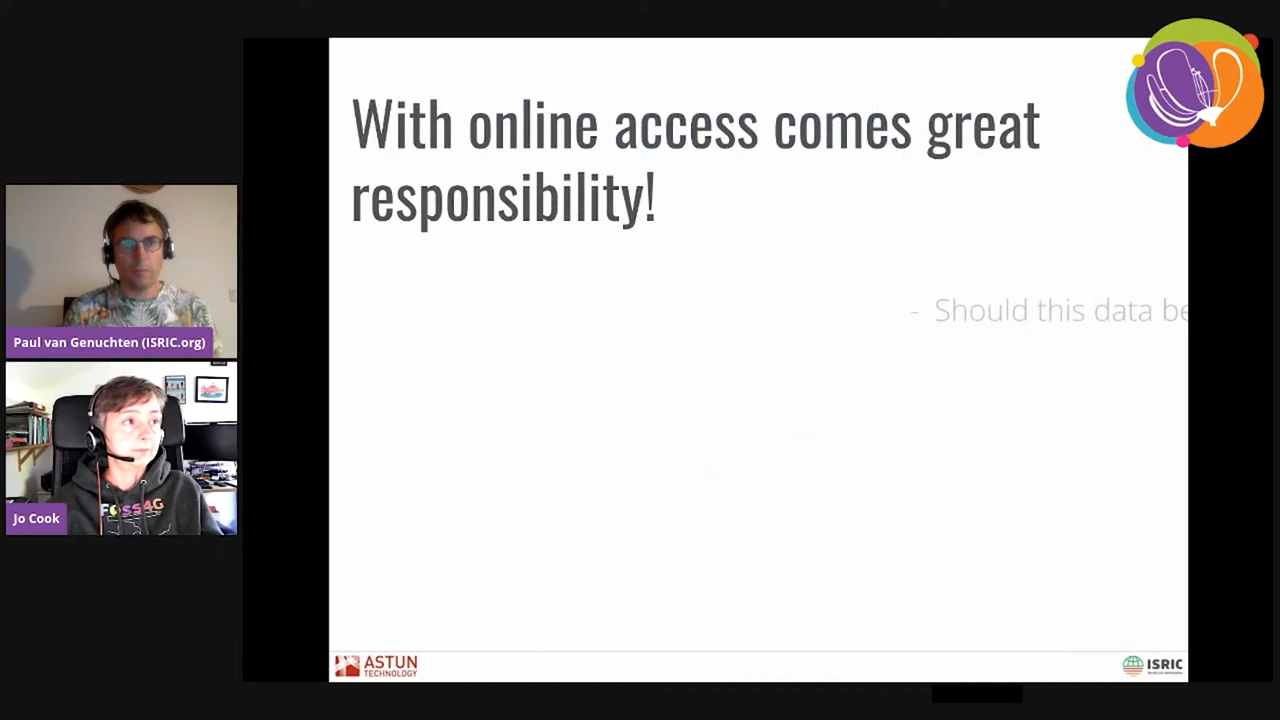 With online access comes great
responsibility!
- Should this data be
Paul van Genuchten (ISRIC.org)
FOSS4G
Jo Cook
ASTUN
TECHNOLOGY
ISRIC